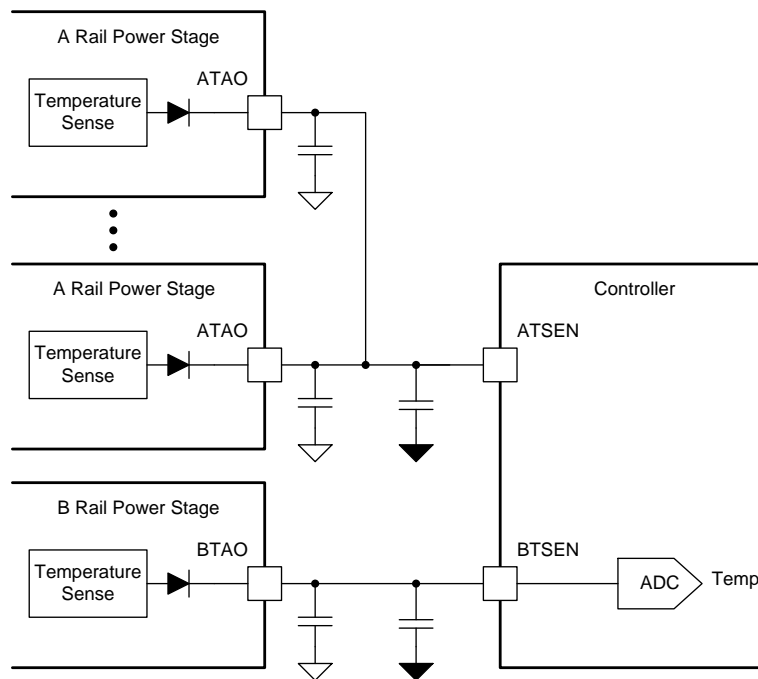 A Rail Power Stage
ATAO
Temperature
Sense
A Rail Power Stage
Controller
ATAO
ATSEN
Temperature
Sense
B Rail Power Stage
BTAO
BTSEN
Temperature
Sense
ADC
Temp